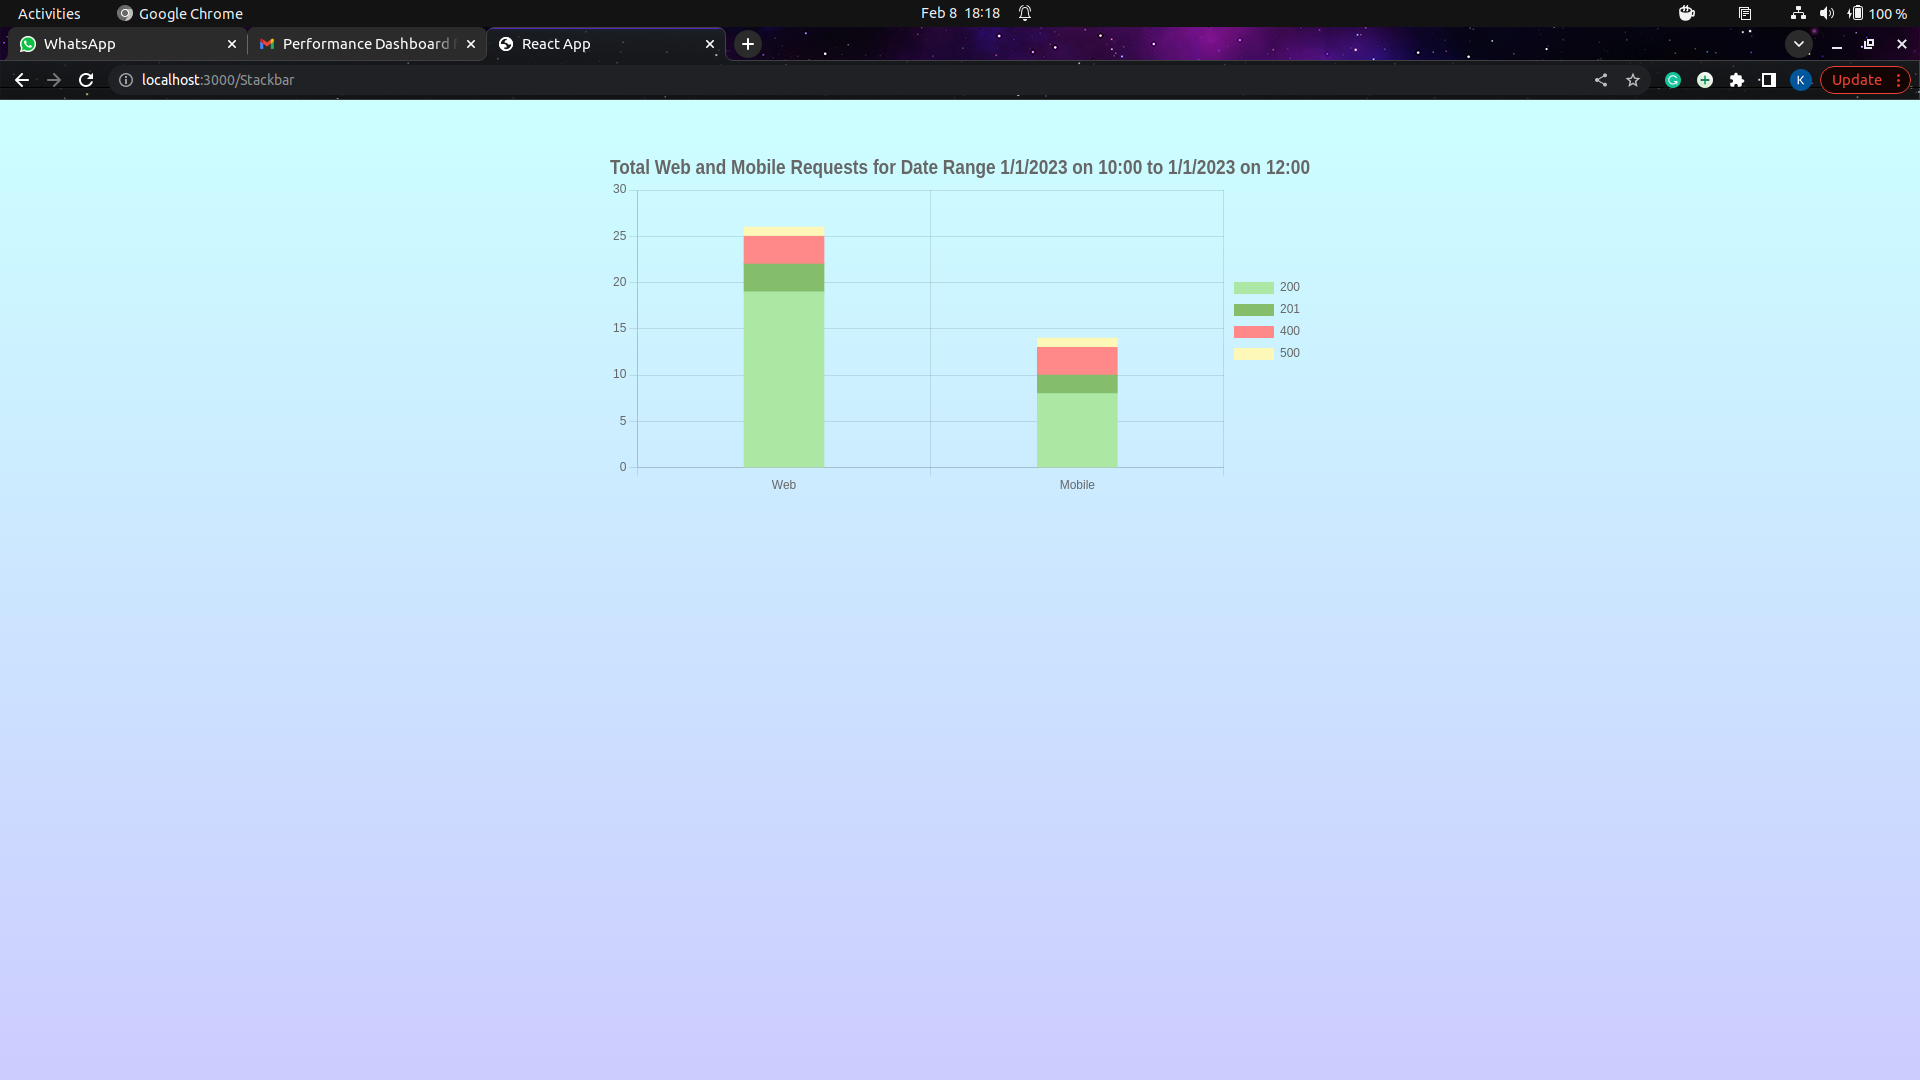 Activities Google Chrome Feb 8 18:18 100 %
WhatsApp Performance Dashboard React App
localhost:3000/Stackbar K Update
Total Web and Mobile Requests for Date Range 1/1/2023 on 10:00 to 1/1/2023 on 12:00
30
25
20
15
10
5
0
Web Mobile
200
201
400
500